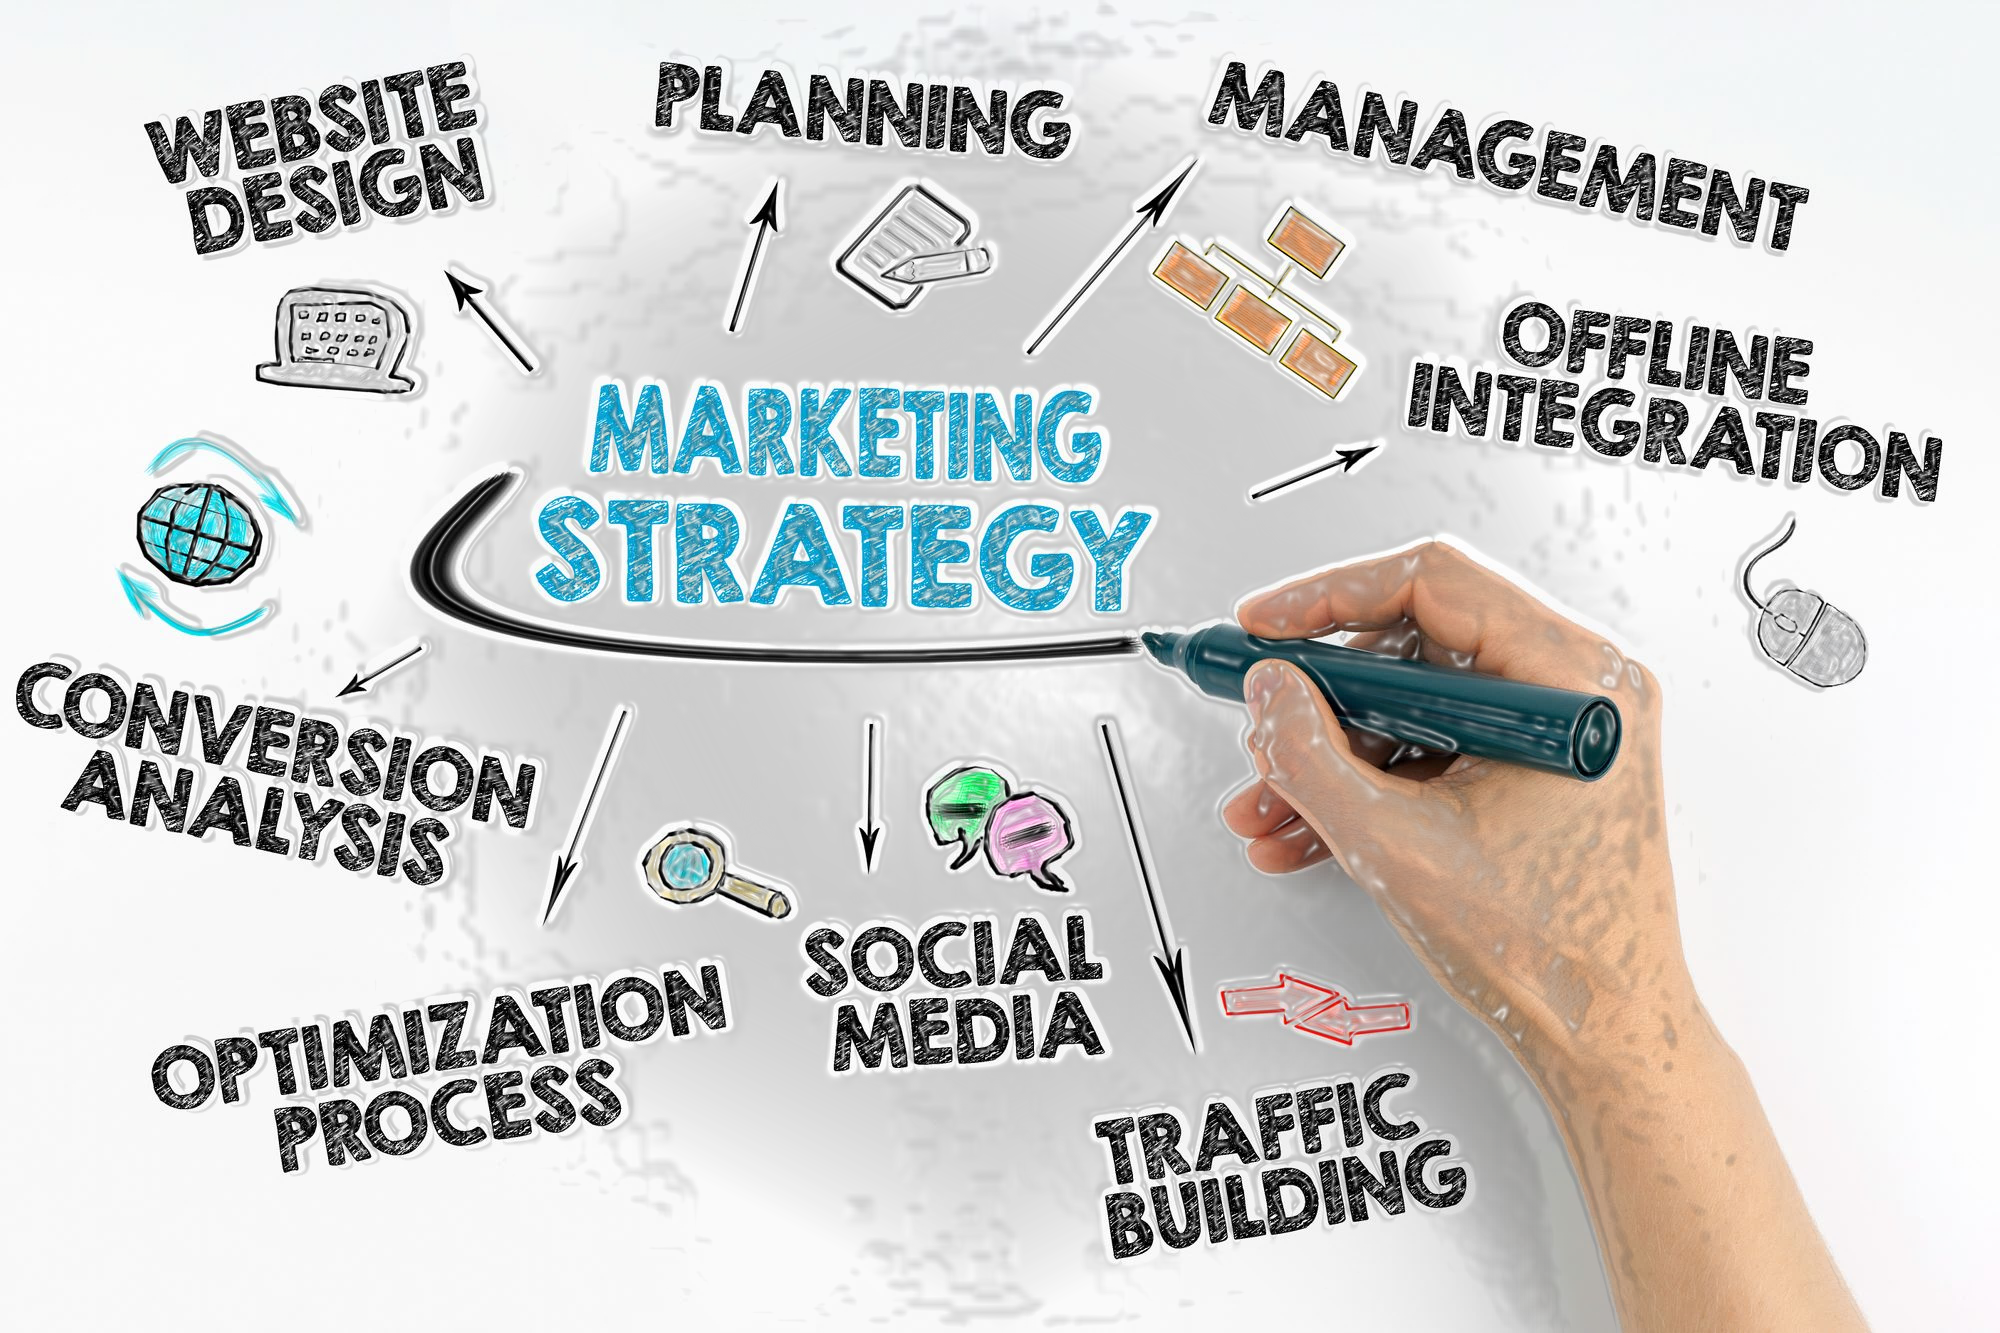 WEBSITE
DESIGN
PLANNING
MANAGEMENT
OFFLINE
INTEGRATION
MARKETING
STRATEGY
CONVERSION
ANALYSIS
OPTIMIZATION
PROCESS
SOCIAL
MEDIA
TRAFFIC
BUILDING